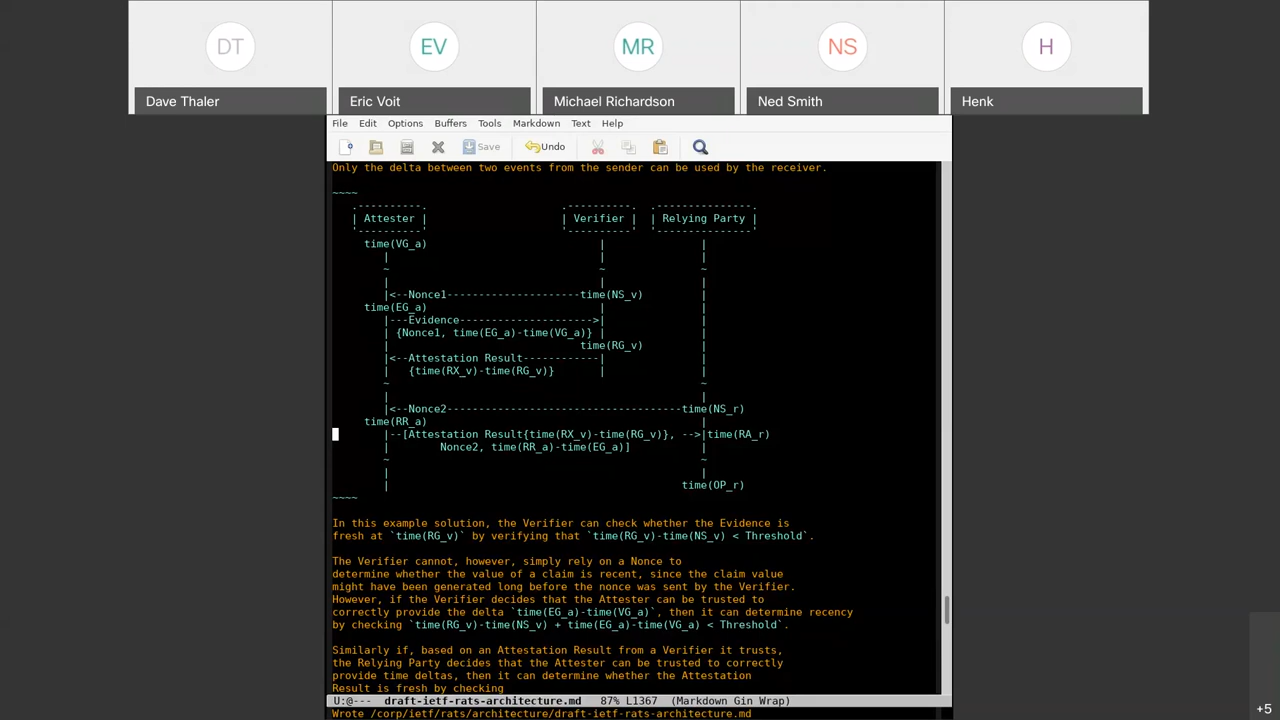 DT
EV
MR
NS
H
Dave Thaler
Eric Voit
Michael Richardson
Ned Smith
Henk
File Edit Options Buffers Tools Markdown Text Help
Save Undo
Only the delta between two events from the sender can be used by the receiver.
~~~~
.----------. .----------. .---------------.
| Attester | | Verifier | | Relying Party |
'----------' '----------' '---------------'
time(VG_a) | |
| | |
~ ~ ~
| | |
|<--Nonce1---------------------time(NS_v) |
time(EG_a) | |
|---Evidence--------------------->| |
| {Nonce1, time(EG_a)-time(VG_a)} | |
| time(RG_v) |
|<--Attestation Result------------| |
| {time(RX_v)-time(RG_v)} | |
~ ~
| |
|<--Nonce2-------------------------------------time(NS_r)
time(RR_a) |
|--[Attestation Result{time(RX_v)-time(RG_v)}, -->|time(RA_r)
| Nonce2, time(RR_a)-time(EG_a)] |
~ ~
| |
| time(OP_r)
~~~~
In this example solution, the Verifier can check whether the Evidence is
fresh at `time(RG_v)` by verifying that `time(RG_v)-time(NS_v) < Threshold`.
The Verifier cannot, however, simply rely on a Nonce to
determine whether the value of a claim is recent, since the claim value
might have been generated long before the nonce was sent by the Verifier.
However, if the Verifier decides that the Attester can be trusted to
correctly provide the delta `time(EG_a)-time(VG_a)`, then it can determine recency
by checking `time(RG_v)-time(NS_v) + time(EG_a)-time(VG_a) < Threshold`.
Similarly if, based on an Attestation Result from a Verifier it trusts,
the Relying Party decides that the Attester can be trusted to correctly
provide time deltas, then it can determine whether the Attestation
Result is fresh by checking
U:@--- draft-ietf-rats-architecture.md 87% L1367 (Markdown Gin Wrap)
Wrote /corp/ietf/rats/architecture/draft-ietf-rats-architecture.md
+5